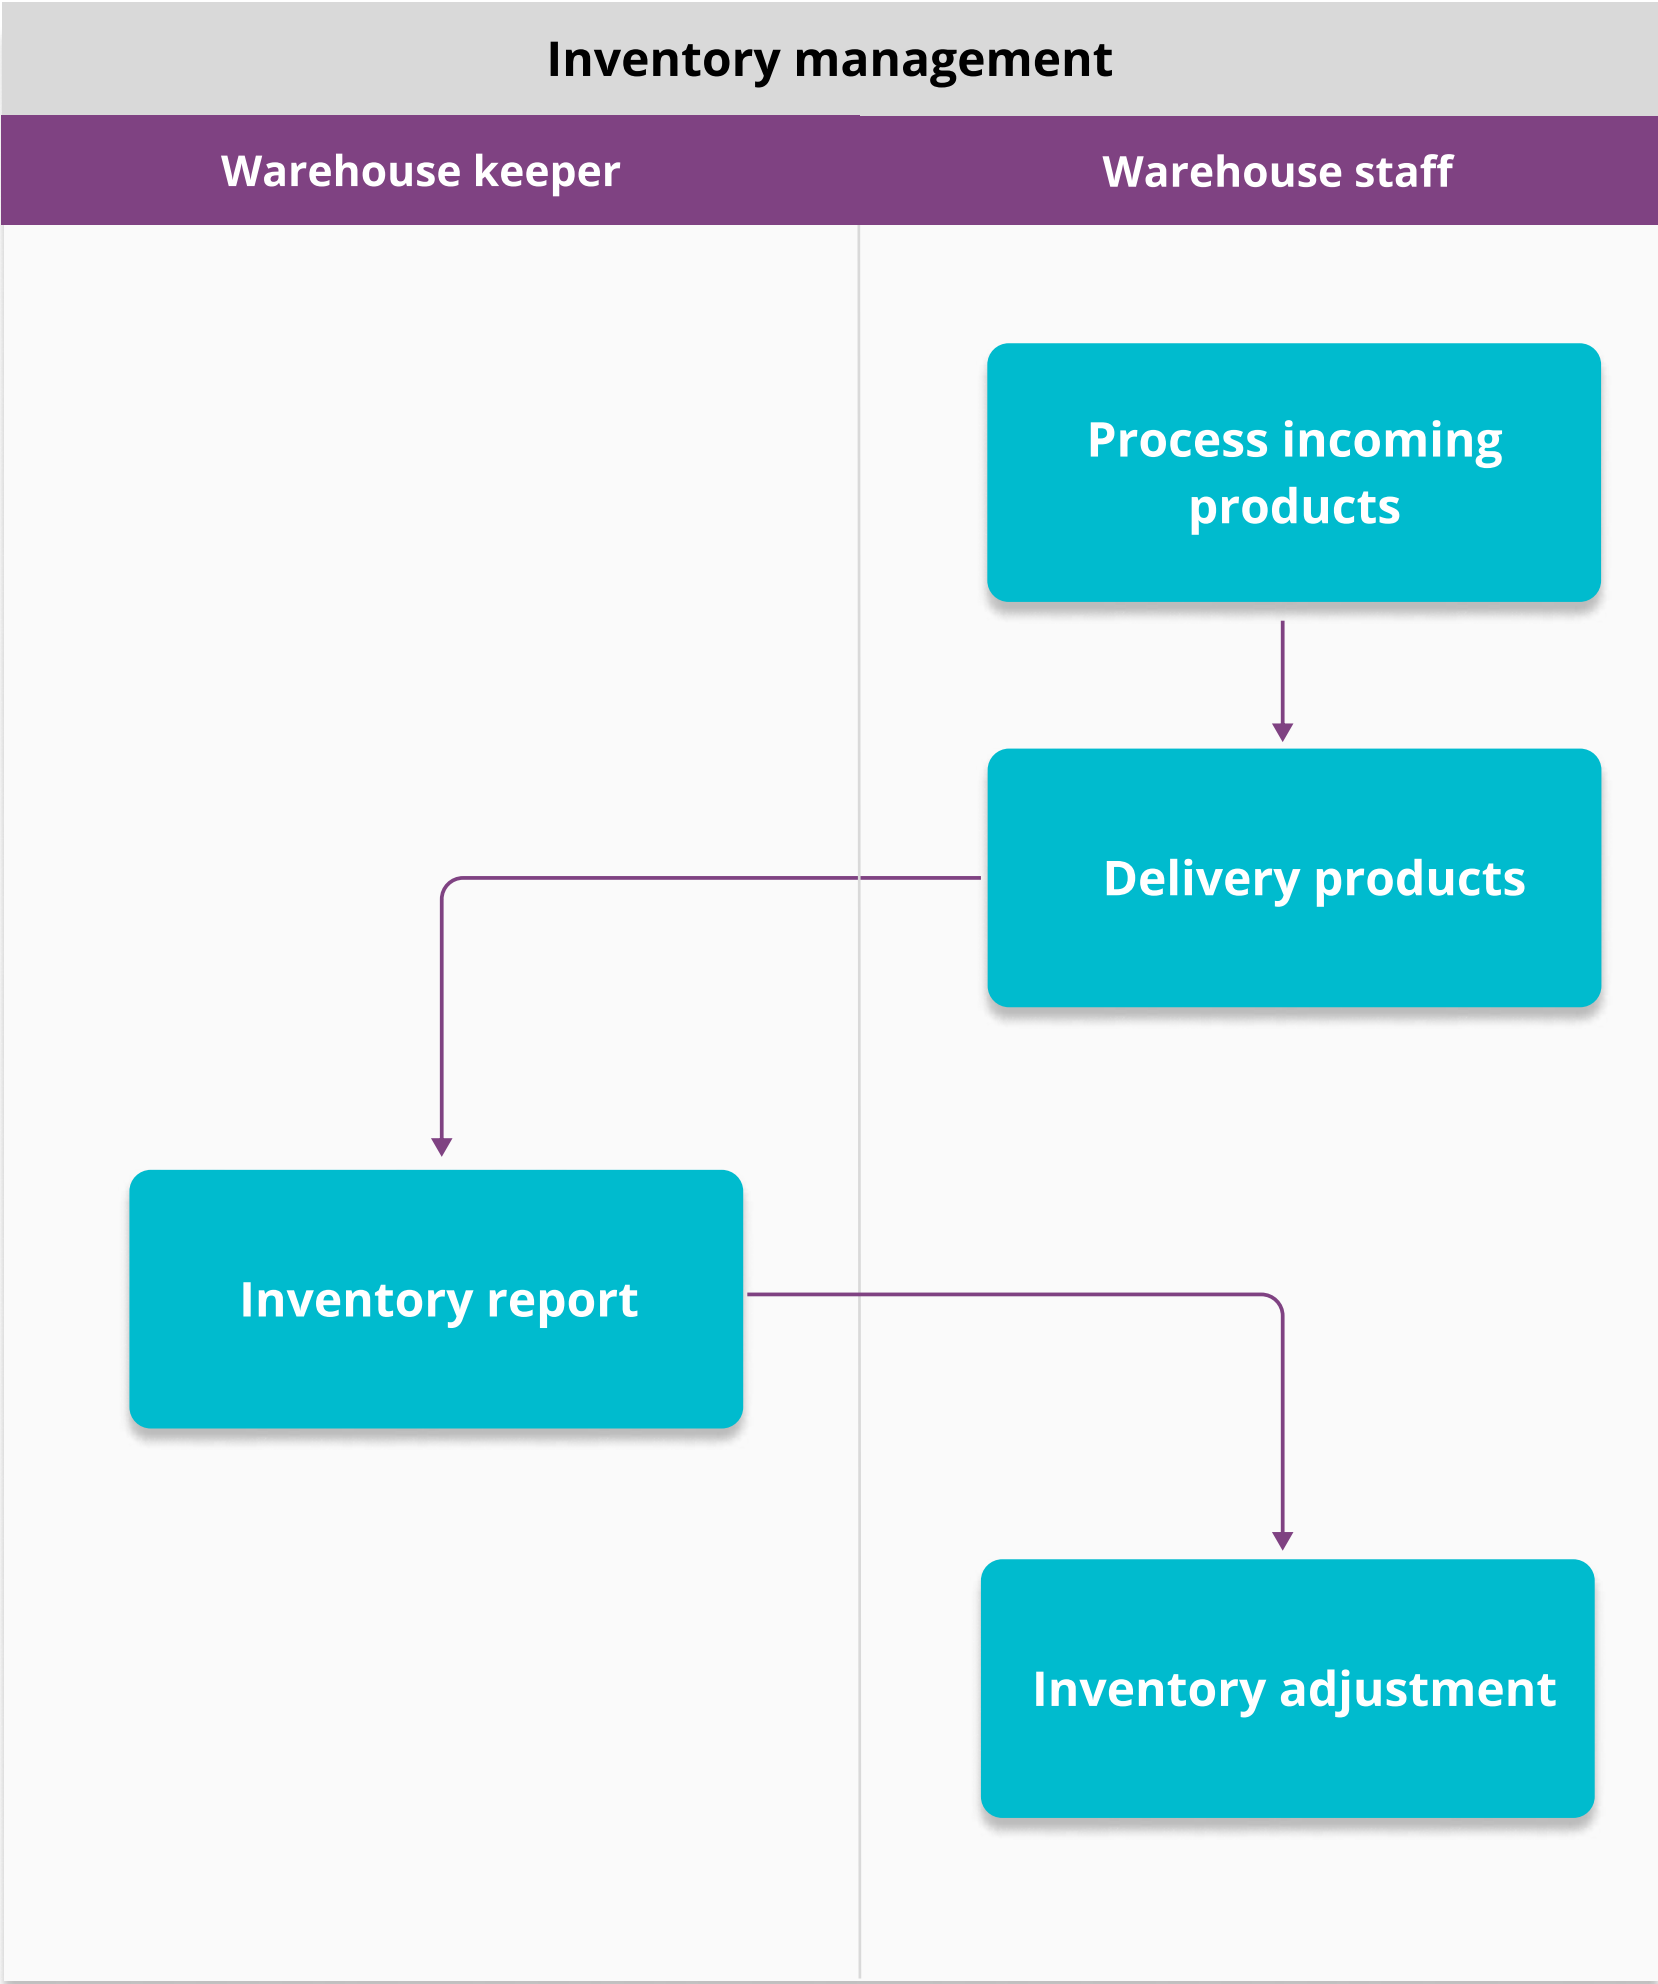 Inventory management
Warehouse keeper
Warehouse staff
Process incoming
products
Delivery products
Inventory report
Inventory adjustment